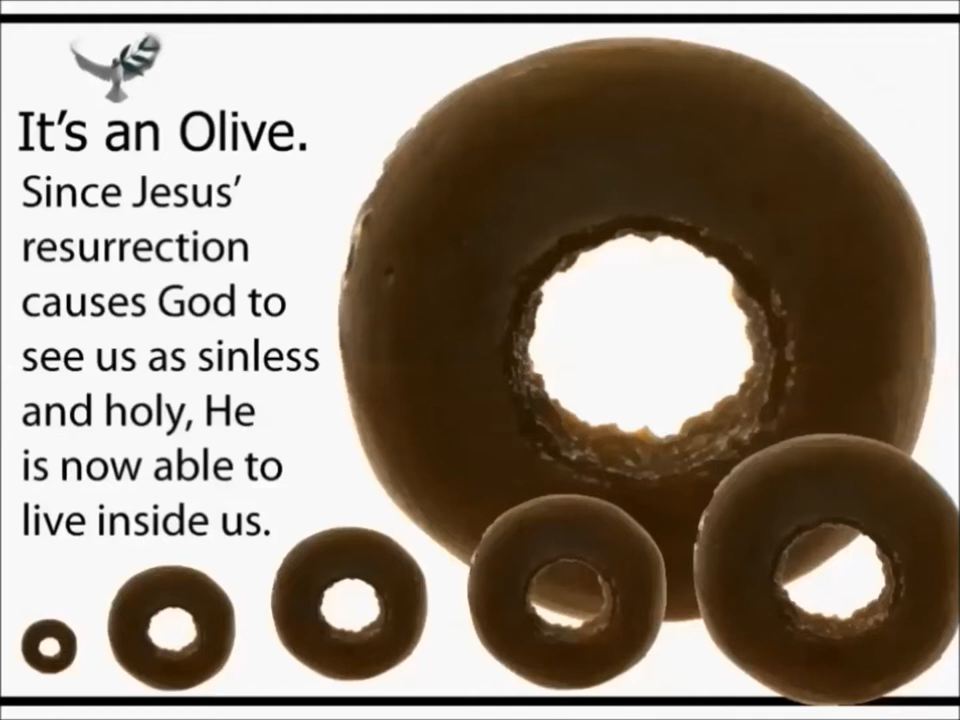 It's an Olive.
Since Jesus'
resurrection
causes God to
see us as sinless
and holy, He
is now able to
live inside us.